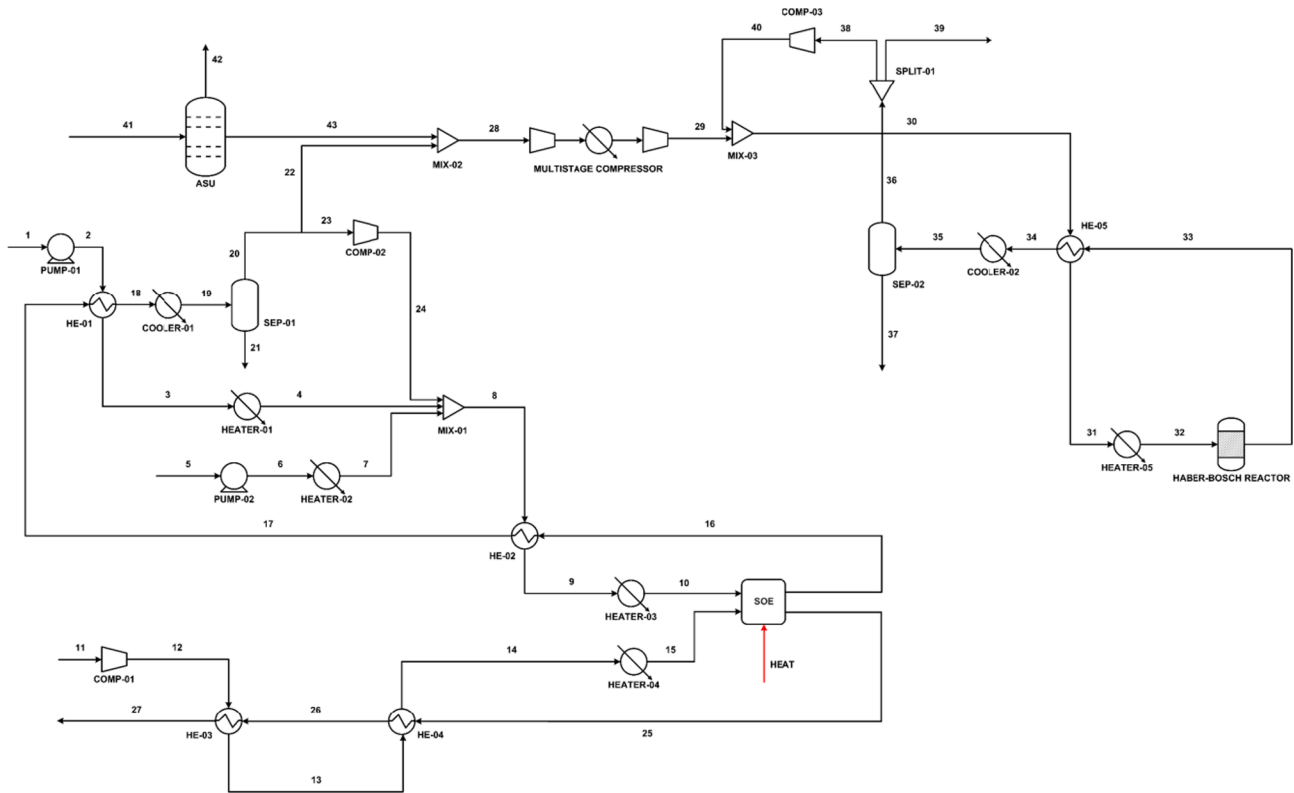 COMP-03
40
38
39
SPLIT-01
42
41
43
28
29
30
MIX-02
MIX-03
MULTISTAGE COMPRESSOR
ASU
22
36
1
2
23
20
COMP-02
HE-05
35
34
33
PUMP-01
COOLER-02
SEP-02
18
19
HE-01
COOLER-01
SEP-01
24
21
37
3
4
8
HEATER-01
MIX-01
31
32
5
6
7
HEATER-05
HABER-BOSCH REACTOR
PUMP-02
HEATER-02
17
16
HE-02
9
10
SOE
HEATER-03
11
12
14
15
HEAT
COMP-01
HEATER-04
27
26
HE-03
HE-04
25
13